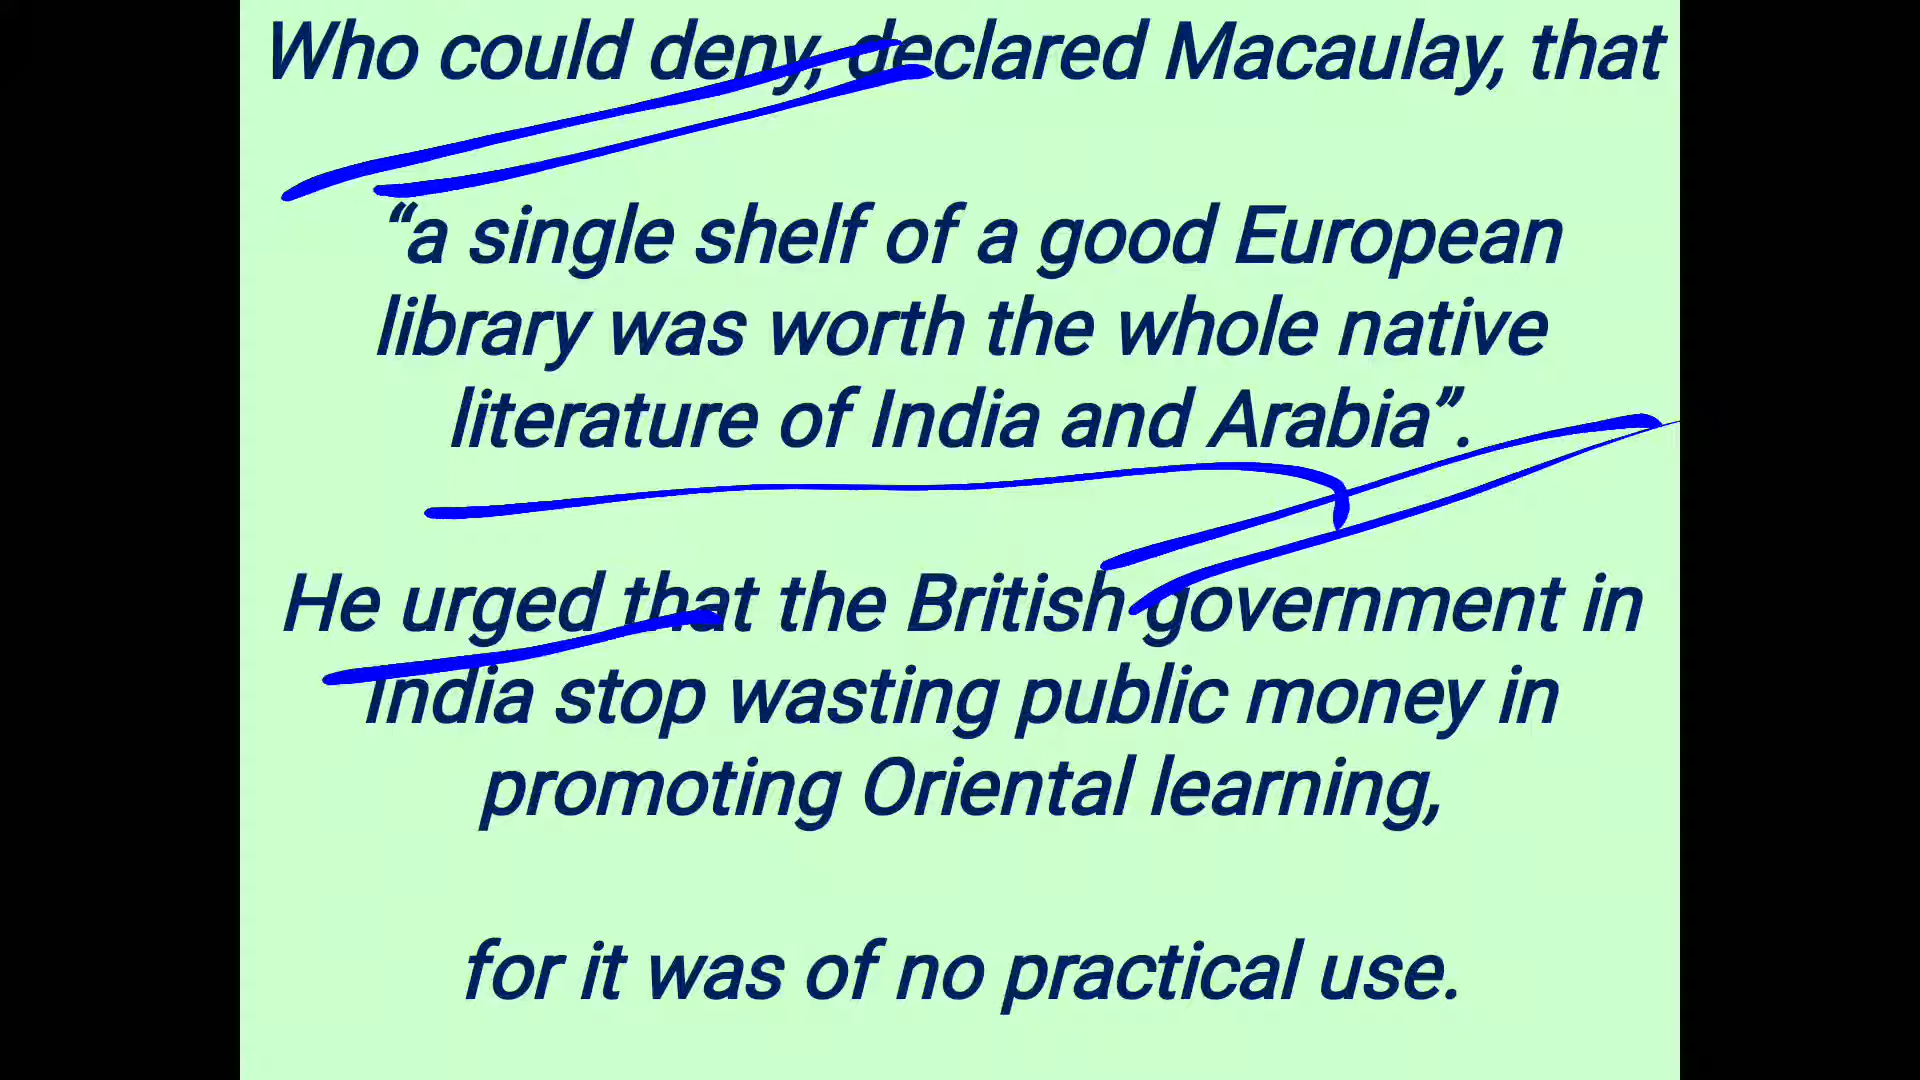 Who could deny, declared Macaulay, that
“a single shelf of a good European
library was worth the whole native
literature of India and Arabia”.
He urged that the British government in
India stop wasting public money in
promoting Oriental learning,
for it was of no practical use.